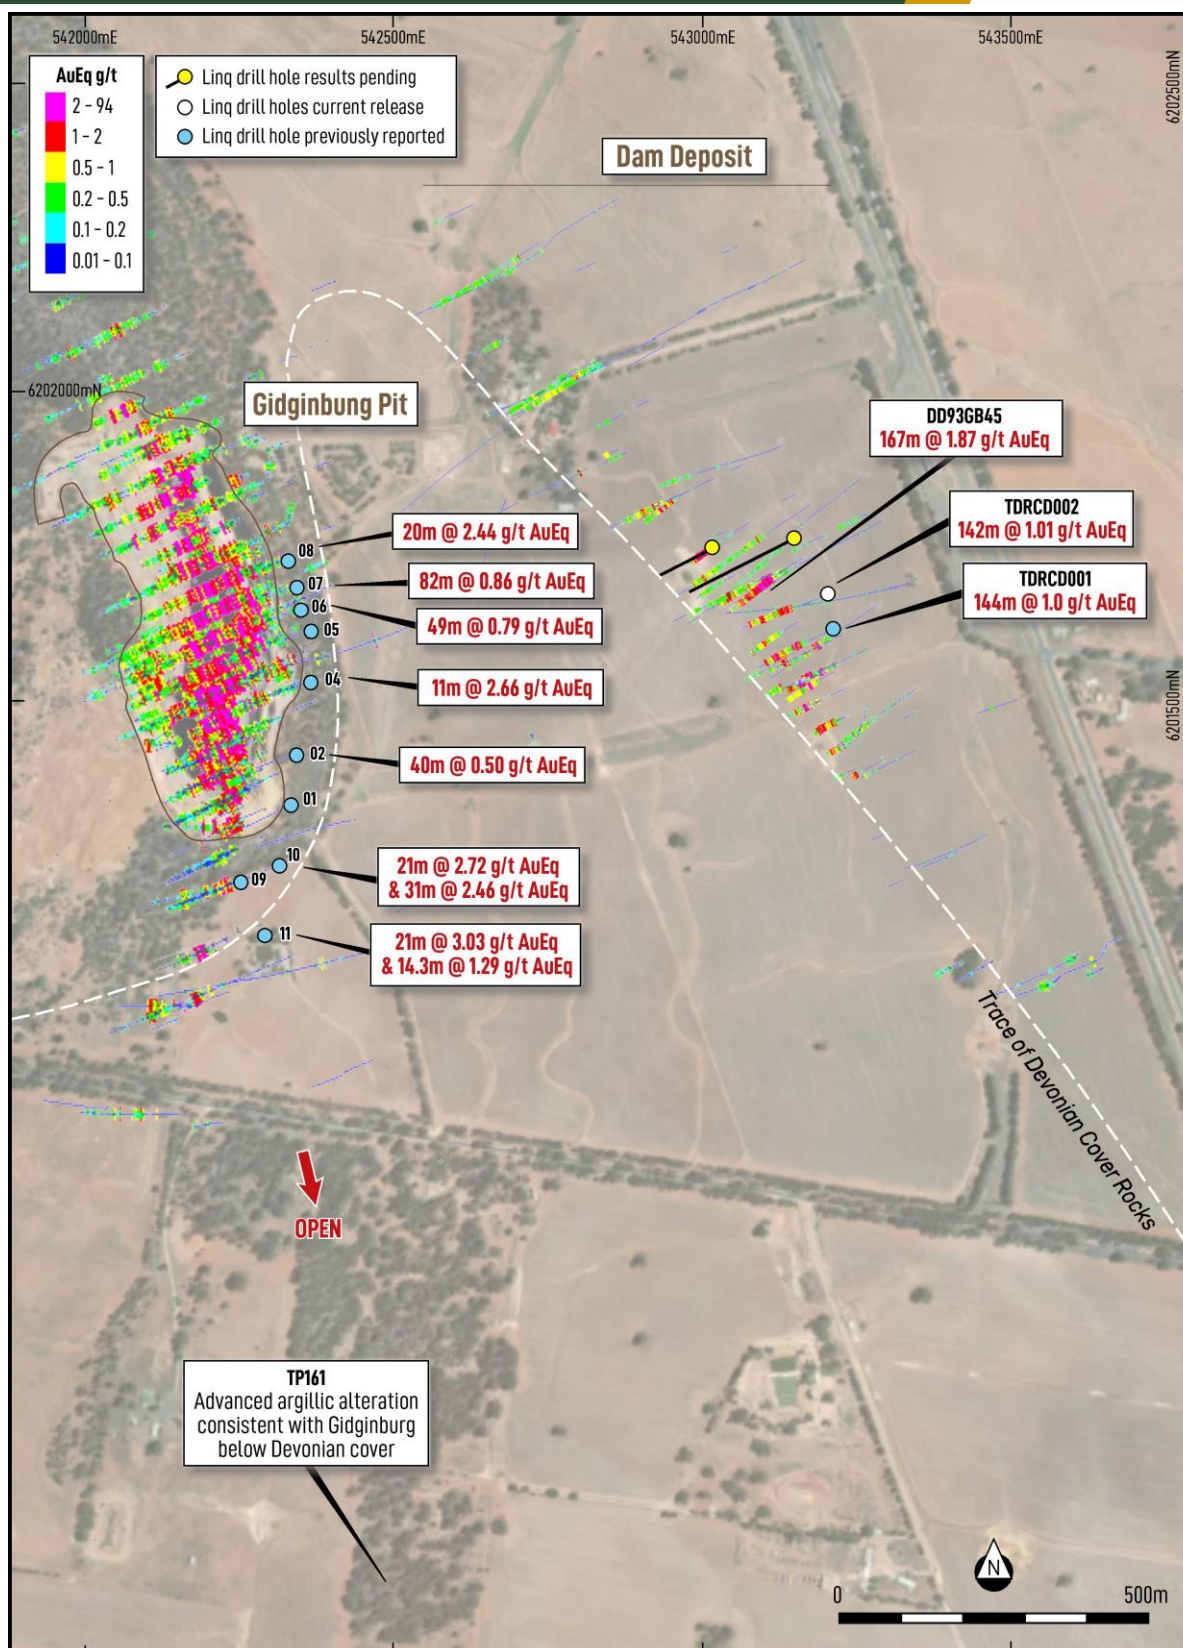 542000mE
542500mE
543000mE
543500mE
6202500mN
AuEq g/t
2 - 94
1 - 2
0.5 - 1
0.2 - 0.5
0.1 - 0.2
0.01 - 0.1
Linq drill hole results pending
Linq drill holes current release
Linq drill hole previously reported
Dam Deposit
6202000mN
Gidginbung Pit
DD93GB45
167m @ 1.87 g/t AuEq
TDRCD002
142m @ 1.01 g/t AuEq
TDRCD001
144m @ 1.0 g/t AuEq
08
20m @ 2.44 g/t AuEq
07
82m @ 0.86 g/t AuEq
06
49m @ 0.79 g/t AuEq
05
04
11m @ 2.66 g/t AuEq
6201500mN
02
40m @ 0.50 g/t AuEq
01
10
21m @ 2.72 g/t AuEq
& 31m @ 2.46 g/t AuEq
09
11
21m @ 3.03 g/t AuEq
& 14.3m @ 1.29 g/t AuEq
Trace of Devonian Cover Rocks
OPEN
TP161
Advanced argillic alteration
consistent with Gidginburg
below Devonian cover
N
0
500m